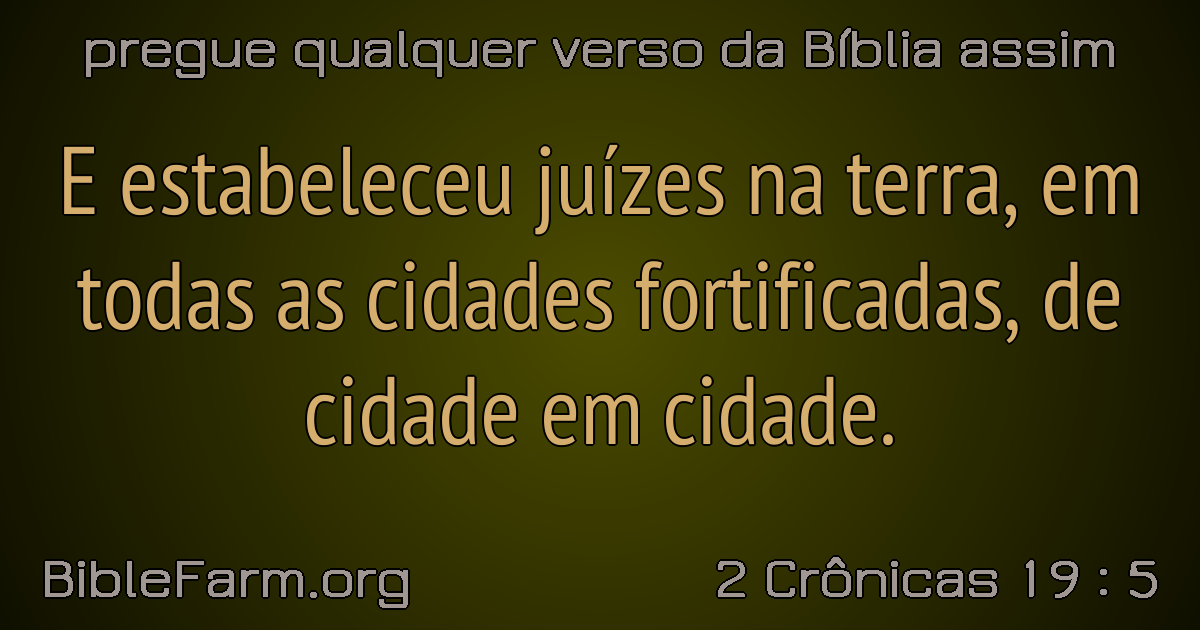 pregue qualquer verso da Bíblia assim
E estabeleceu juízes na terra, em
todas as cidades fortificadas, de
cidade em cidade.
BibleFarm.org
2 Crônicas 19 : 5